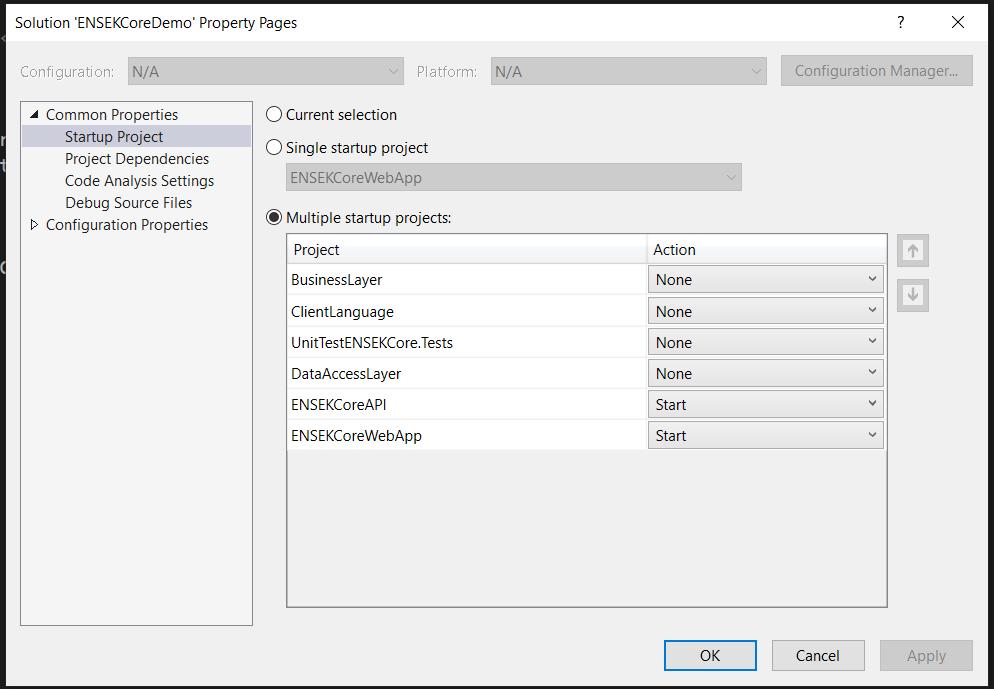 Solution 'ENSEKCoreDemo' Property Pages
?
Configuration: N/A Platform: N/A Configuration Manager...
Common Properties
Startup Project
Project Dependencies
Code Analysis Settings
Debug Source Files
Configuration Properties
Current selection
Single startup project
ENSEKCoreWebApp
Multiple startup projects:
Project Action
BusinessLayer None
ClientLanguage None
UnitTestENSEKCore.Tests None
DataAccessLayer None
ENSEKCoreAPI Start
ENSEKCoreWebApp Start
OK Cancel Apply